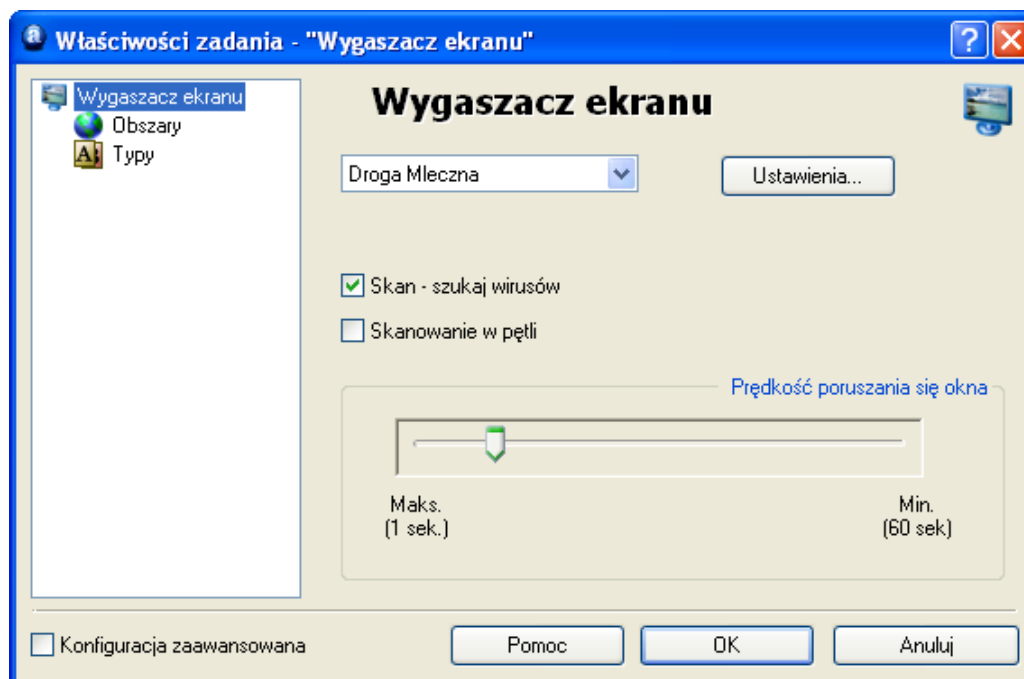 Właściwości zadania - "Wygaszacz ekranu"
Wygaszacz ekranu
Obszary
Typy
Wygaszacz ekranu
Droga Mleczna
Ustawienia...
Skan - szukaj wirusów
Skanowanie w pętli
Prędkość poruszania się okna
Maks. Min.
(1 sek.) (60 sek)
Konfiguracja zaawansowana Pomoc OK Anuluj